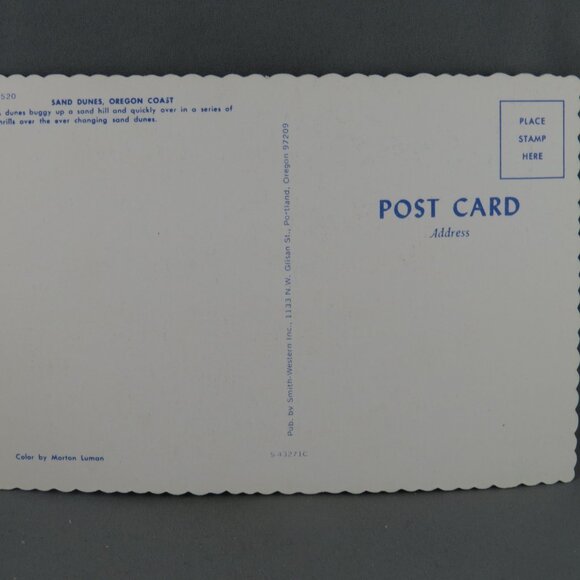 520
SAND DUNES, OREGON COAST
dunes buggy up a sand hill and quickly over in a series of
over the ever changing sand dunes.
Color by Morton Luman
Pub. by Smith-Western Inc., 1133 N.W. Glisan St., Portland, Oregon 97209
S 43271C
PLACE
STAMP
HERE
POST CARD
Address